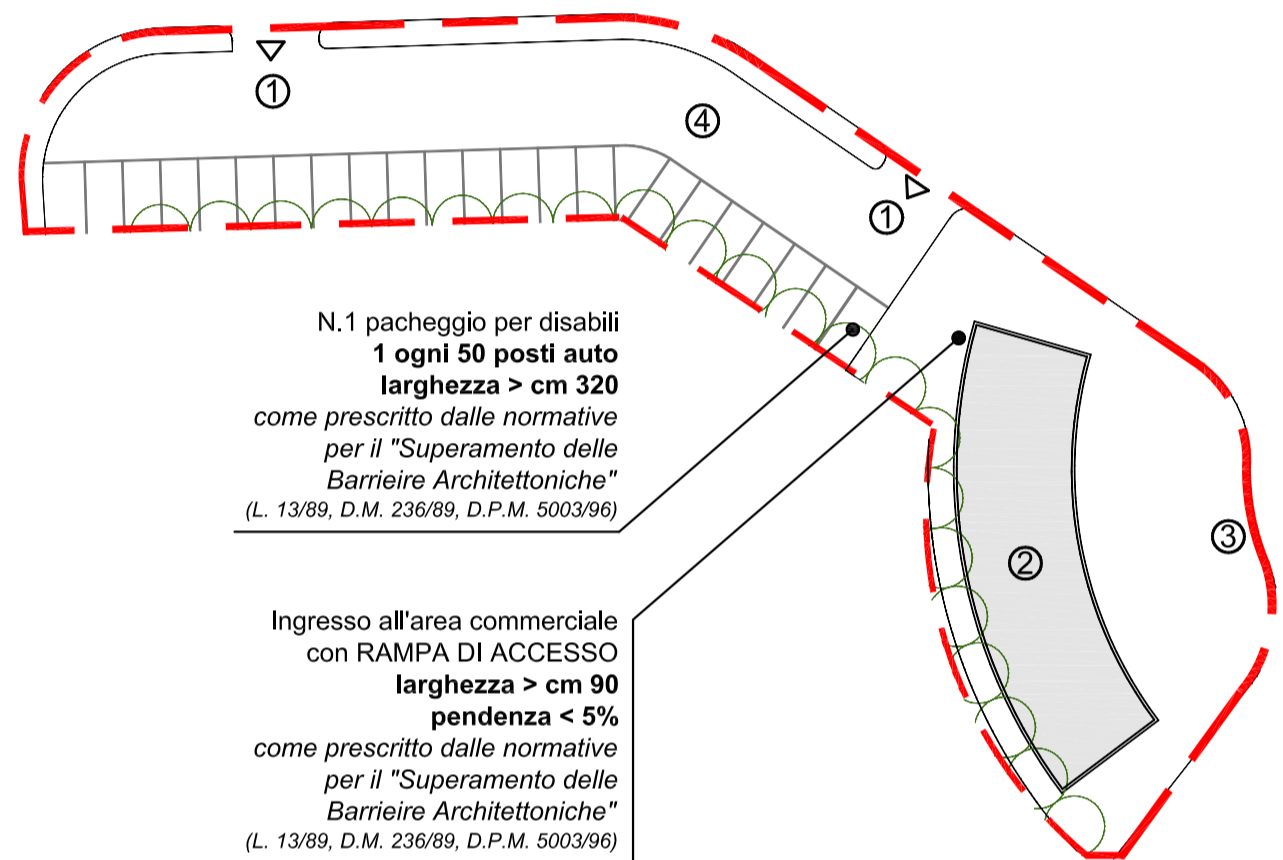 ①
④
①
N.1 pacheggio per disabili
1 ogni 50 posti auto
larghezza > cm 320
come prescritto dalle normative
per il "Superamento delle
Barrieire Architettoniche"
(L. 13/89, D.M. 236/89, D.P.M. 5003/96)
③
②
Ingresso all'area commerciale
con RAMPA DI ACCESSO
larghezza > cm 90
pendenza < 5%
come prescritto dalle normative
per il "Superamento delle
Barrieire Architettoniche"
(L. 13/89, D.M. 236/89, D.P.M. 5003/96)